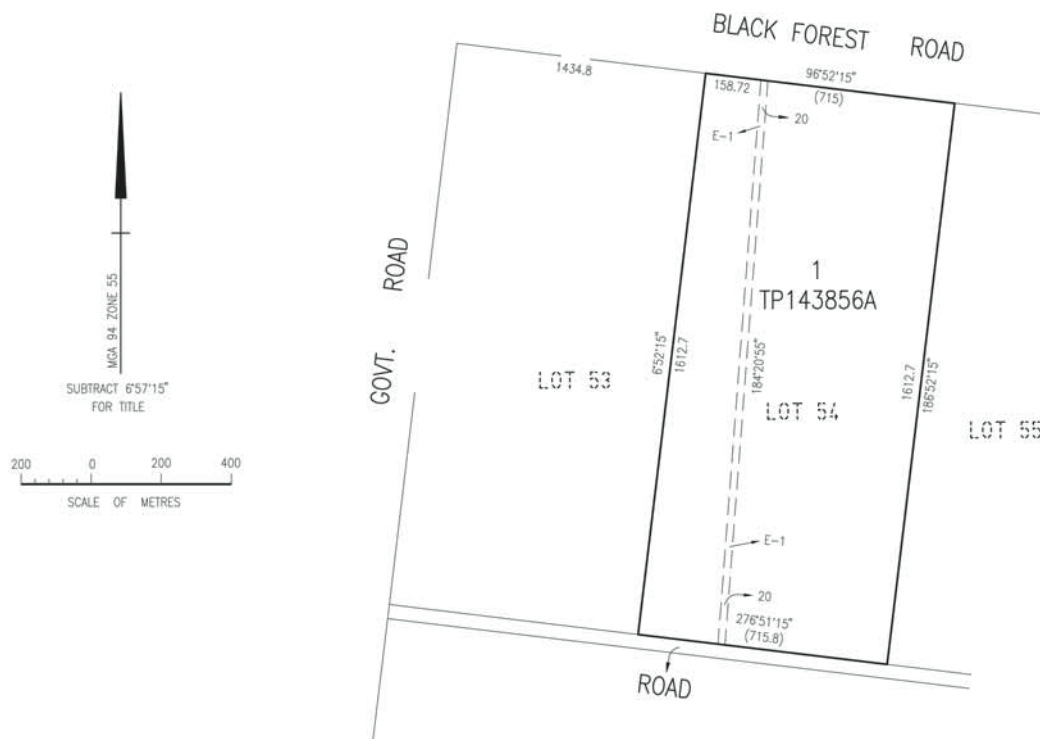 BLACK FOREST ROAD
1434.8
158.72
96°52'15"
(715)
20
E-1
GOVT. ROAD
MGA 94 ZONE 55
SUBTRACT 6°57'15"
FOR TITLE
200 0 200 400
SCALE OF METRES
1
TP143856A
6°52'15"
1612.7
LOT 53
184°20'55"
LOT 54
1612.7
186°52'15"
LOT 55
E-1
20
276°51'15"
(715.8)
ROAD